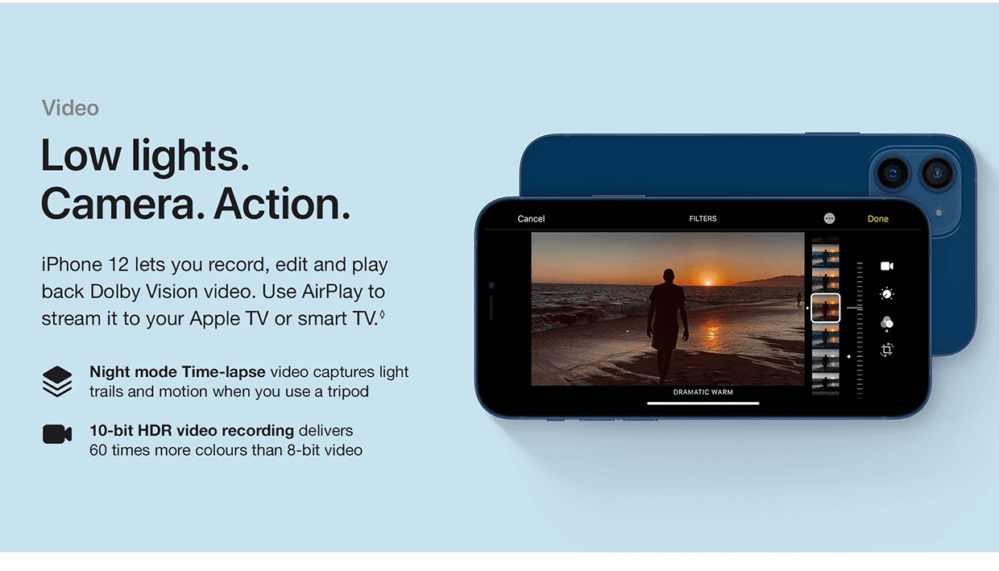 Video
Low lights.
Camera. Action.
iPhone 12 lets you record, edit and play
back Dolby Vision video. Use AirPlay to
stream it to your Apple TV or smart TV.◊
Night mode Time-lapse video captures light
trails and motion when you use a tripod
10-bit HDR video recording delivers
60 times more colours than 8-bit video
Cancel
FILTERS
Done
DRAMATIC WARM